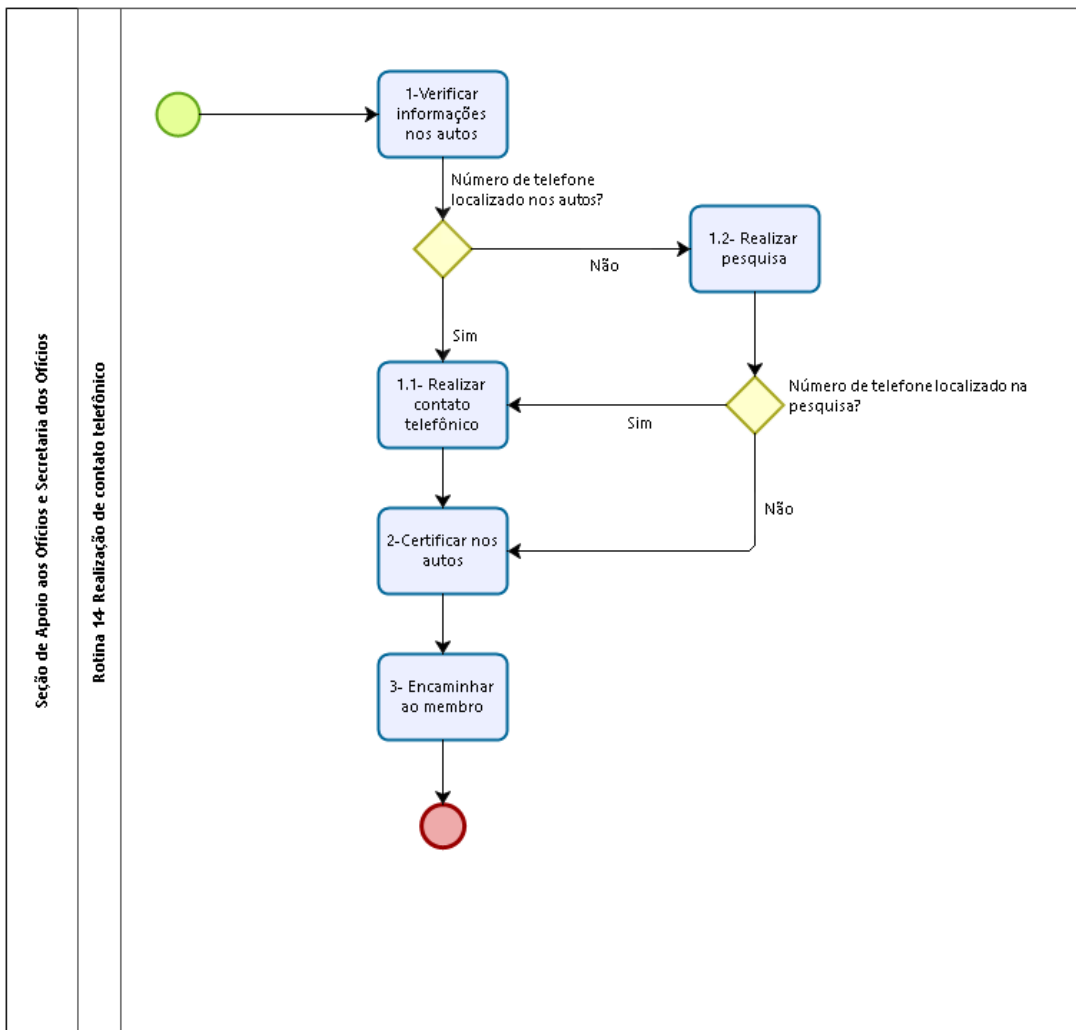 Seção de Apoio aos Ofícios e Secretaria dos Ofícios
Rotina 14- Realização de contato telefônico
1-Verificar
informações
nos autos
Número de telefone
localizado nos autos?
Não
1.2- Realizar
pesquisa
Sim
1.1- Realizar
contato
telefônico
Número de telefone localizado na
pesquisa?
Sim
Não
2-Certificar nos
autos
3- Encaminhar
ao membro